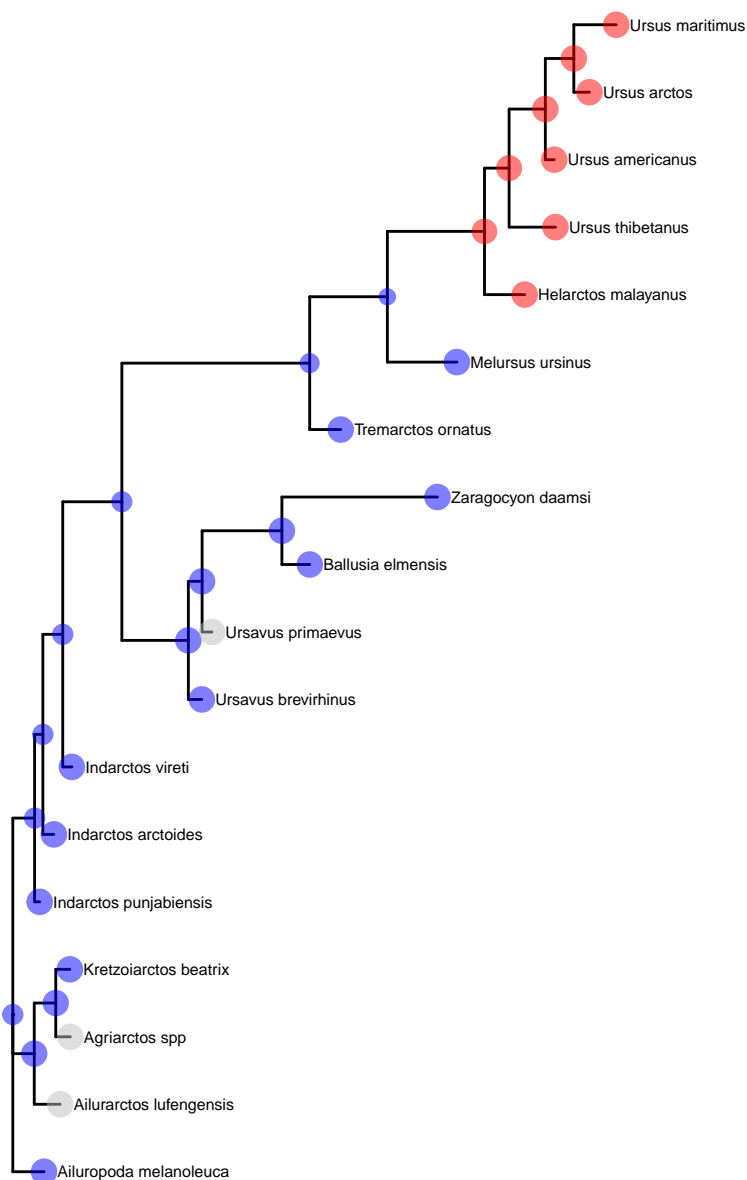 Ursus maritimus
Ursus arctos
Ursus americanus
Ursus thibetanus
Helarctos malayanus
Melursus ursinus
Tremarctos ornatus
Zaragocyon daamsi
Ballusia elmensis
Ursavus primaevus
Ursavus brevirhinus
Indarctos vireti
Indarctos arctoides
Indarctos punjabiensis
Kretzoiarctos beatrix
Agriarctos spp
Ailurarctos lufengensis
Ailuropoda melanoleuca